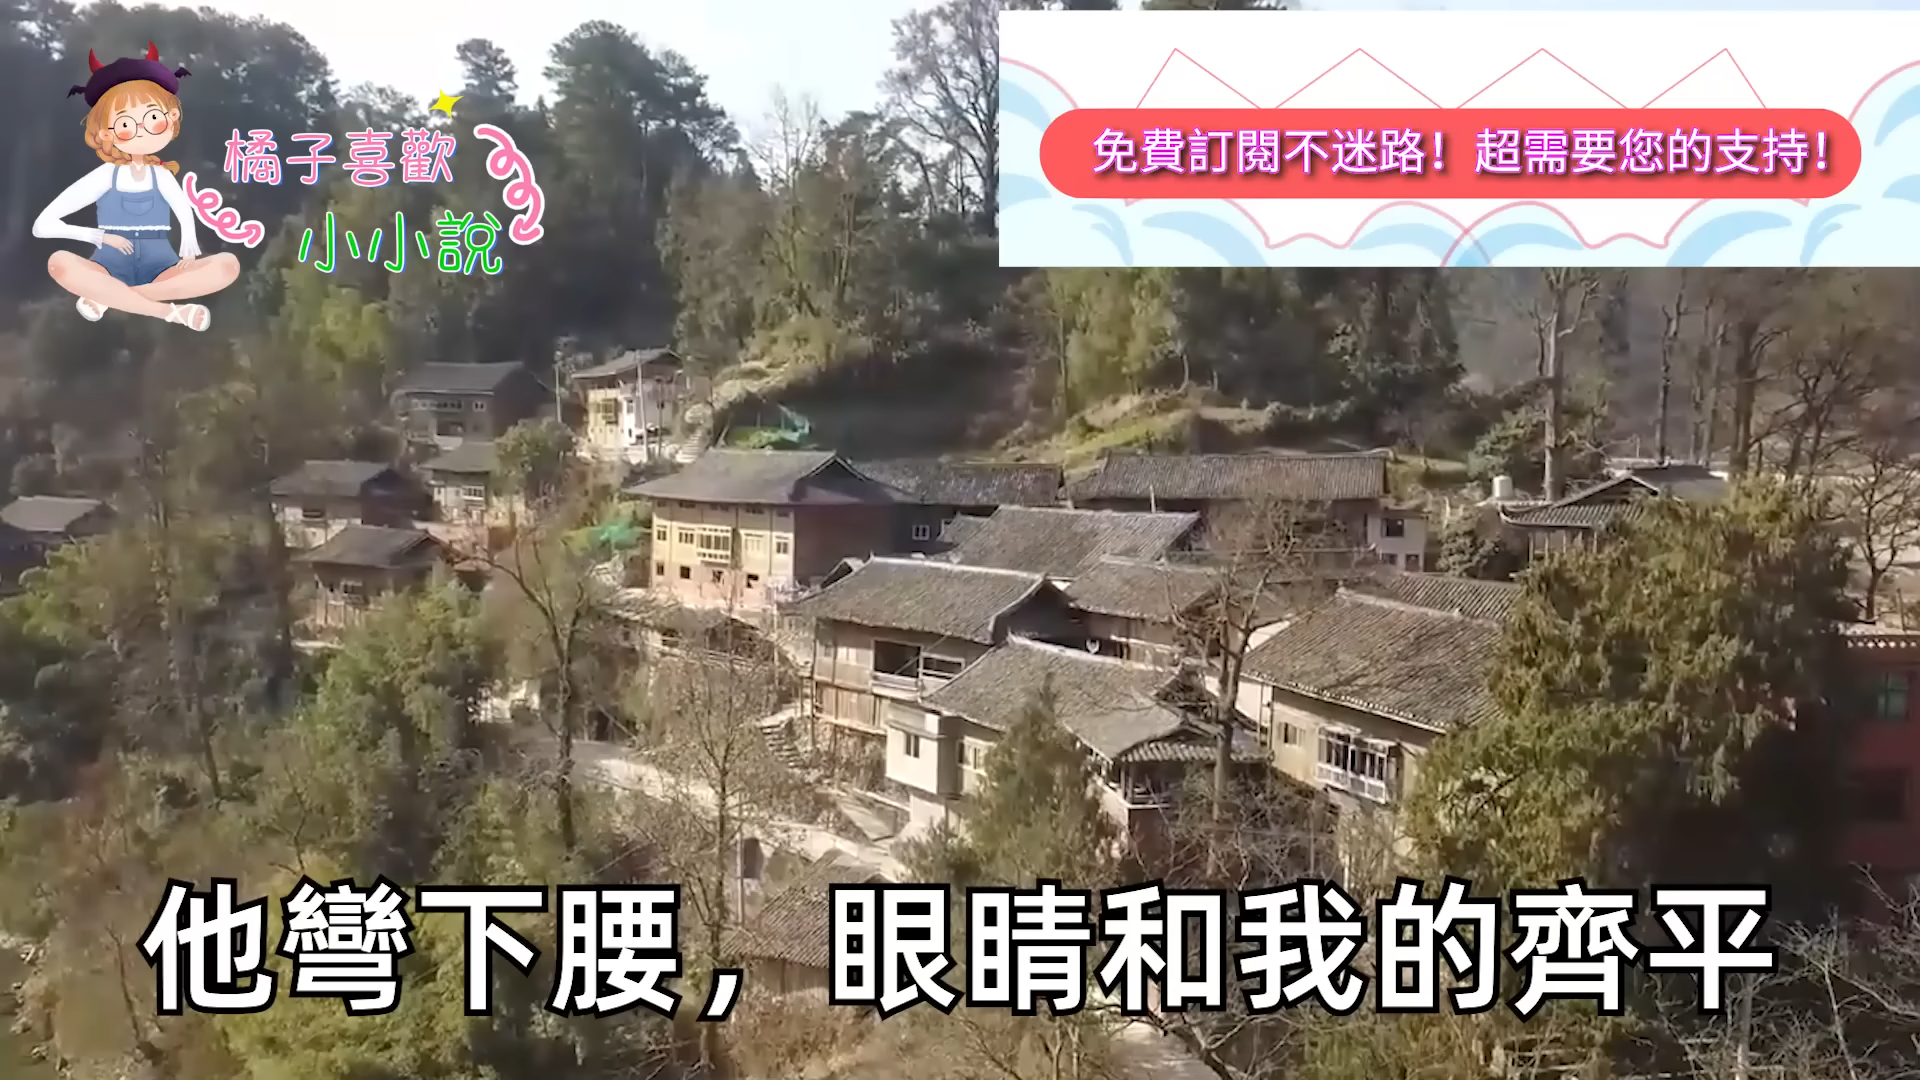 橘子喜歡
小小說
免費訂閱不迷路！超需要您的支持！
他彎下腰，眼睛和我的齊平